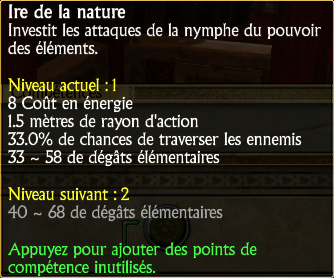 Ire de la nature
Investit les attaques de la nymphe du pouvoir
des éléments.
Niveau actuel : 1
8 Coût en énergie
1.5 mètres de rayon d'action
33.0% de chances de traverser les ennemis
33 ~ 58 de dégâts élémentaires
Niveau suivant : 2
40 ~ 68 de dégâts élémentaires
Appuyez pour ajouter des points de
compétence inutilisés.